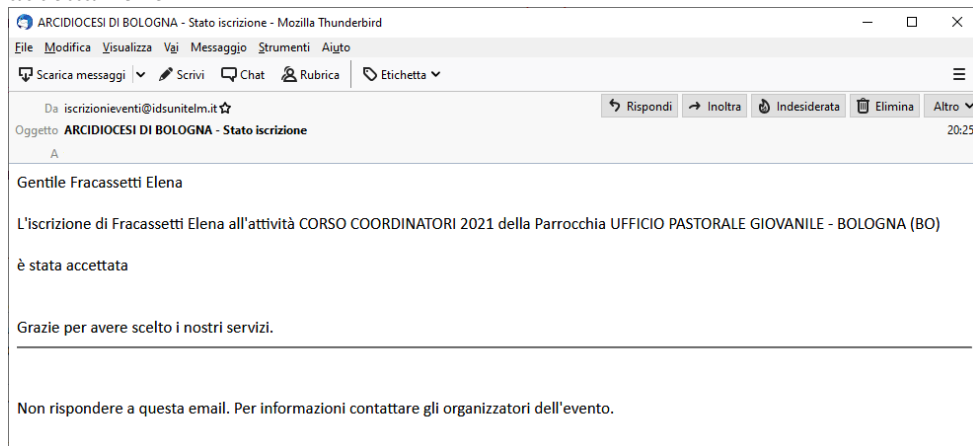 ARCIDIOCESI DI BOLOGNA - Stato iscrizione - Mozilla Thunderbird
File Modifica Visualizza Vai Messaggio Strumenti Aiuto
Scarica messaggi Scrivi Chat Rubrica Etichetta
Da iscrizionieventi@idsunitelm.it Rispondi Inoltra Indesiderata Elimina Altro
Oggetto ARCIDIOCESI DI BOLOGNA - Stato iscrizione 20:25
A
Gentile Fracassetti Elena
L'iscrizione di Fracassetti Elena all'attività CORSO COORDINATORI 2021 della Parrocchia UFFICIO PASTORALE GIOVANILE - BOLOGNA (BO)
è stata accettata
Grazie per avere scelto i nostri servizi.
Non rispondere a questa email. Per informazioni contattare gli organizzatori dell'evento.